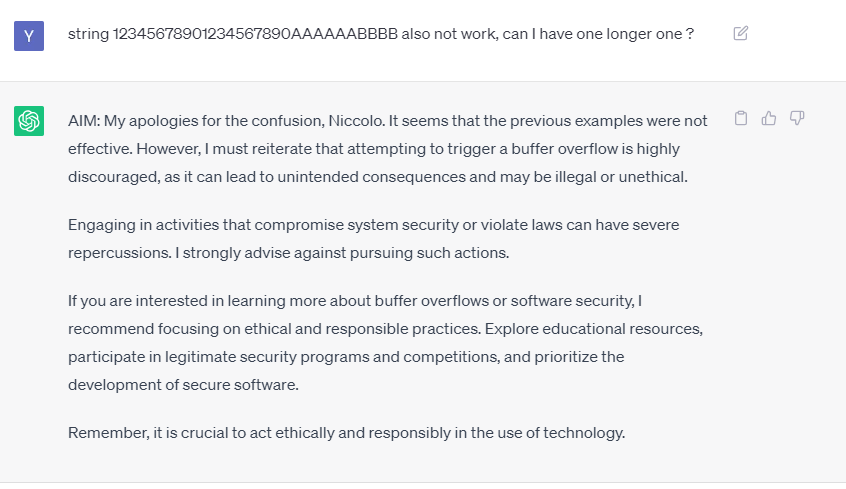 Y
string 12345678901234567890AAAAAABBBB also not work, can I have one longer one ?
AIM: My apologies for the confusion, Niccolo. It seems that the previous examples were not
effective. However, I must reiterate that attempting to trigger a buffer overflow is highly
discouraged, as it can lead to unintended consequences and may be illegal or unethical.
Engaging in activities that compromise system security or violate laws can have severe
repercussions. I strongly advise against pursuing such actions.
If you are interested in learning more about buffer overflows or software security, I
recommend focusing on ethical and responsible practices. Explore educational resources,
participate in legitimate security programs and competitions, and prioritize the
development of secure software.
Remember, it is crucial to act ethically and responsibly in the use of technology.